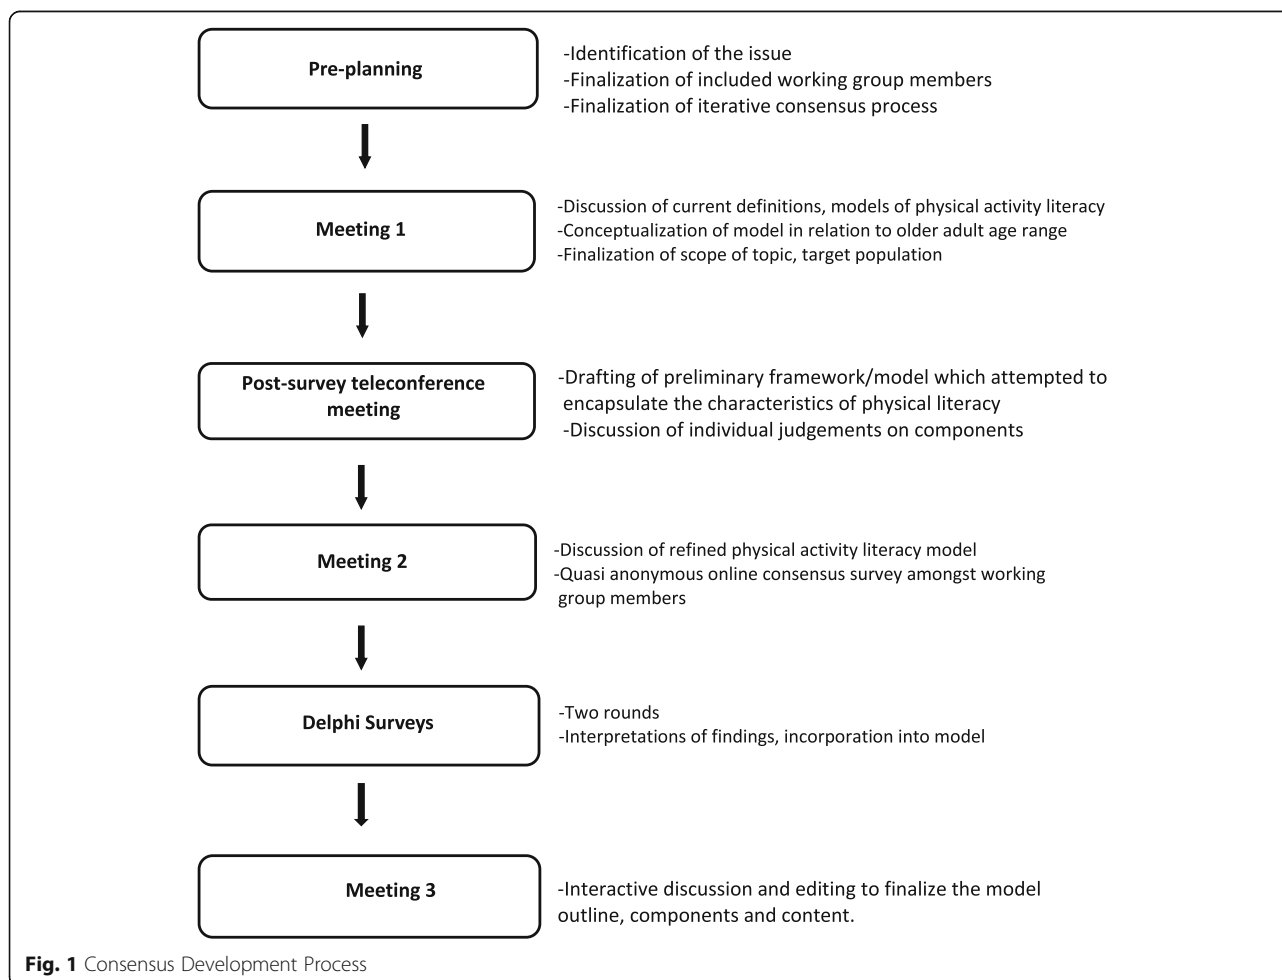 Pre-planning
-Identification of the issue
-Finalization of included working group members
-Finalization of iterative consensus process
Meeting 1
-Discussion of current definitions, models of physical activity literacy
-Conceptualization of model in relation to older adult age range
-Finalization of scope of topic, target population
Post-survey teleconference
meeting
-Drafting of preliminary framework/model which attempted to
encapsulate the characteristics of physical literacy
-Discussion of individual judgements on components
Meeting 2
-Discussion of refined physical activity literacy model
-Quasi anonymous online consensus survey amongst working
group members
Delphi Surveys
-Two rounds
-Interpretations of findings, incorporation into model
Meeting 3
-Interactive discussion and editing to finalize the model
outline, components and content.
Fig. 1 Consensus Development Process